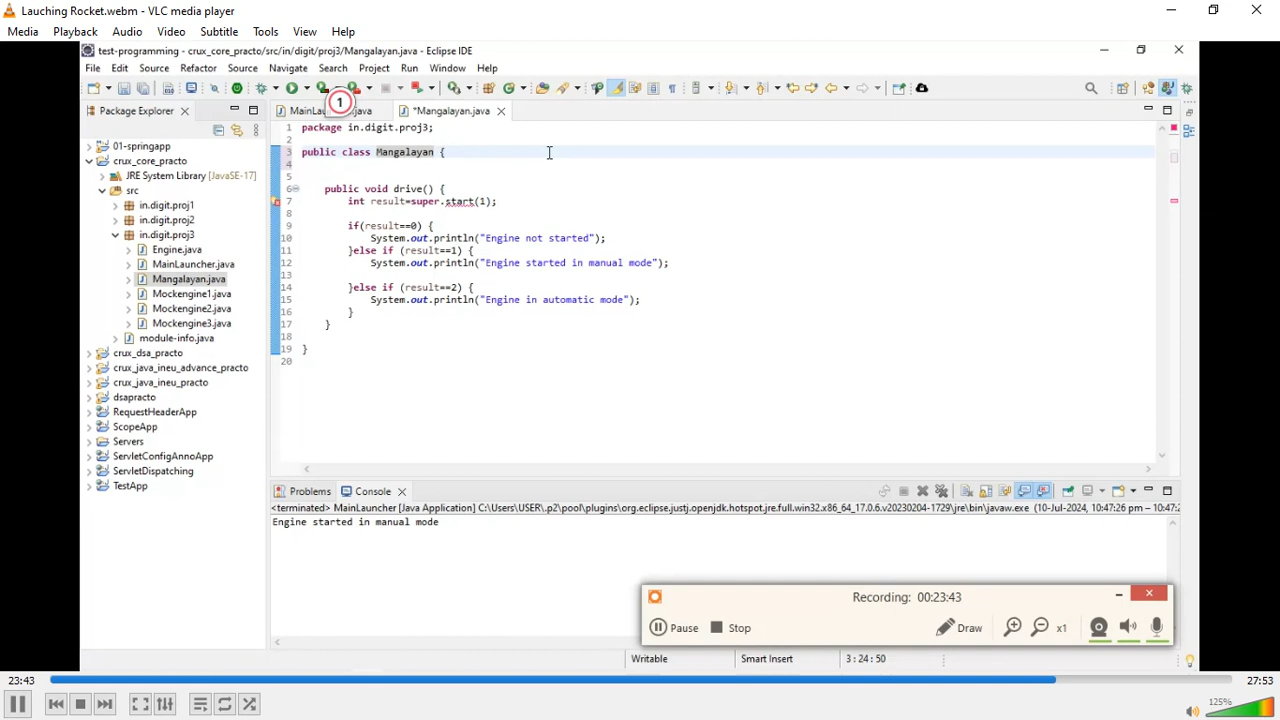 Lauching Rocket.webm - VLC media player
Media Playback Audio Video Subtitle Tools View Help
test-programming - crux_core_practo/src/in/digit/proj3/Mangalayan.java - Eclipse IDE
File Edit Source Refactor Source Navigate Search Project Run Window Help
1
Package Explorer
01-springapp
crux_core_practo
JRE System Library [JavaSE-17]
src
in.digit.proj1
in.digit.proj2
in.digit.proj3
Engine.java
MainLauncher.java
Mangalayan.java
Mockengine1.java
Mockengine2.java
Mockengine3.java
module-info.java
crux_dsa_practo
crux_java_ineu_advance_practo
crux_java_ineu_practo
dsapracto
RequestHeaderApp
ScopeApp
Servers
ServletConfigAnnoApp
ServletDispatching
TestApp
MainLau java *Mangalayan.java
1 package in.digit.proj3;
2
3 public class Mangalayan {
4
5
6 public void drive() {
7 int result=super.start(1);
8
9 if(result==0) {
10 System.out.println("Engine not started");
11 }else if (result==1) {
12 System.out.println("Engine started in manual mode");
13
14 }else if (result==2) {
15 System.out.println("Engine in automatic mode");
16 }
17 }
18
19 }
20
Problems Console
<terminated> MainLauncher [Java Application] C:\Users\USER\.p2\pool\plugins\org.eclipse.justj.openjdk.hotspot.jre.full.win32.x86_64_17.0.6.v20230204-1729\jre\bin\javaw.exe (10-Jul-2024, 10:47:26 pm – 10:47:2
Engine started in manual mode
Recording: 00:23:43
Pause Stop Draw x1
Writable Smart Insert 3 : 24 : 50
23:43 27:53
125%